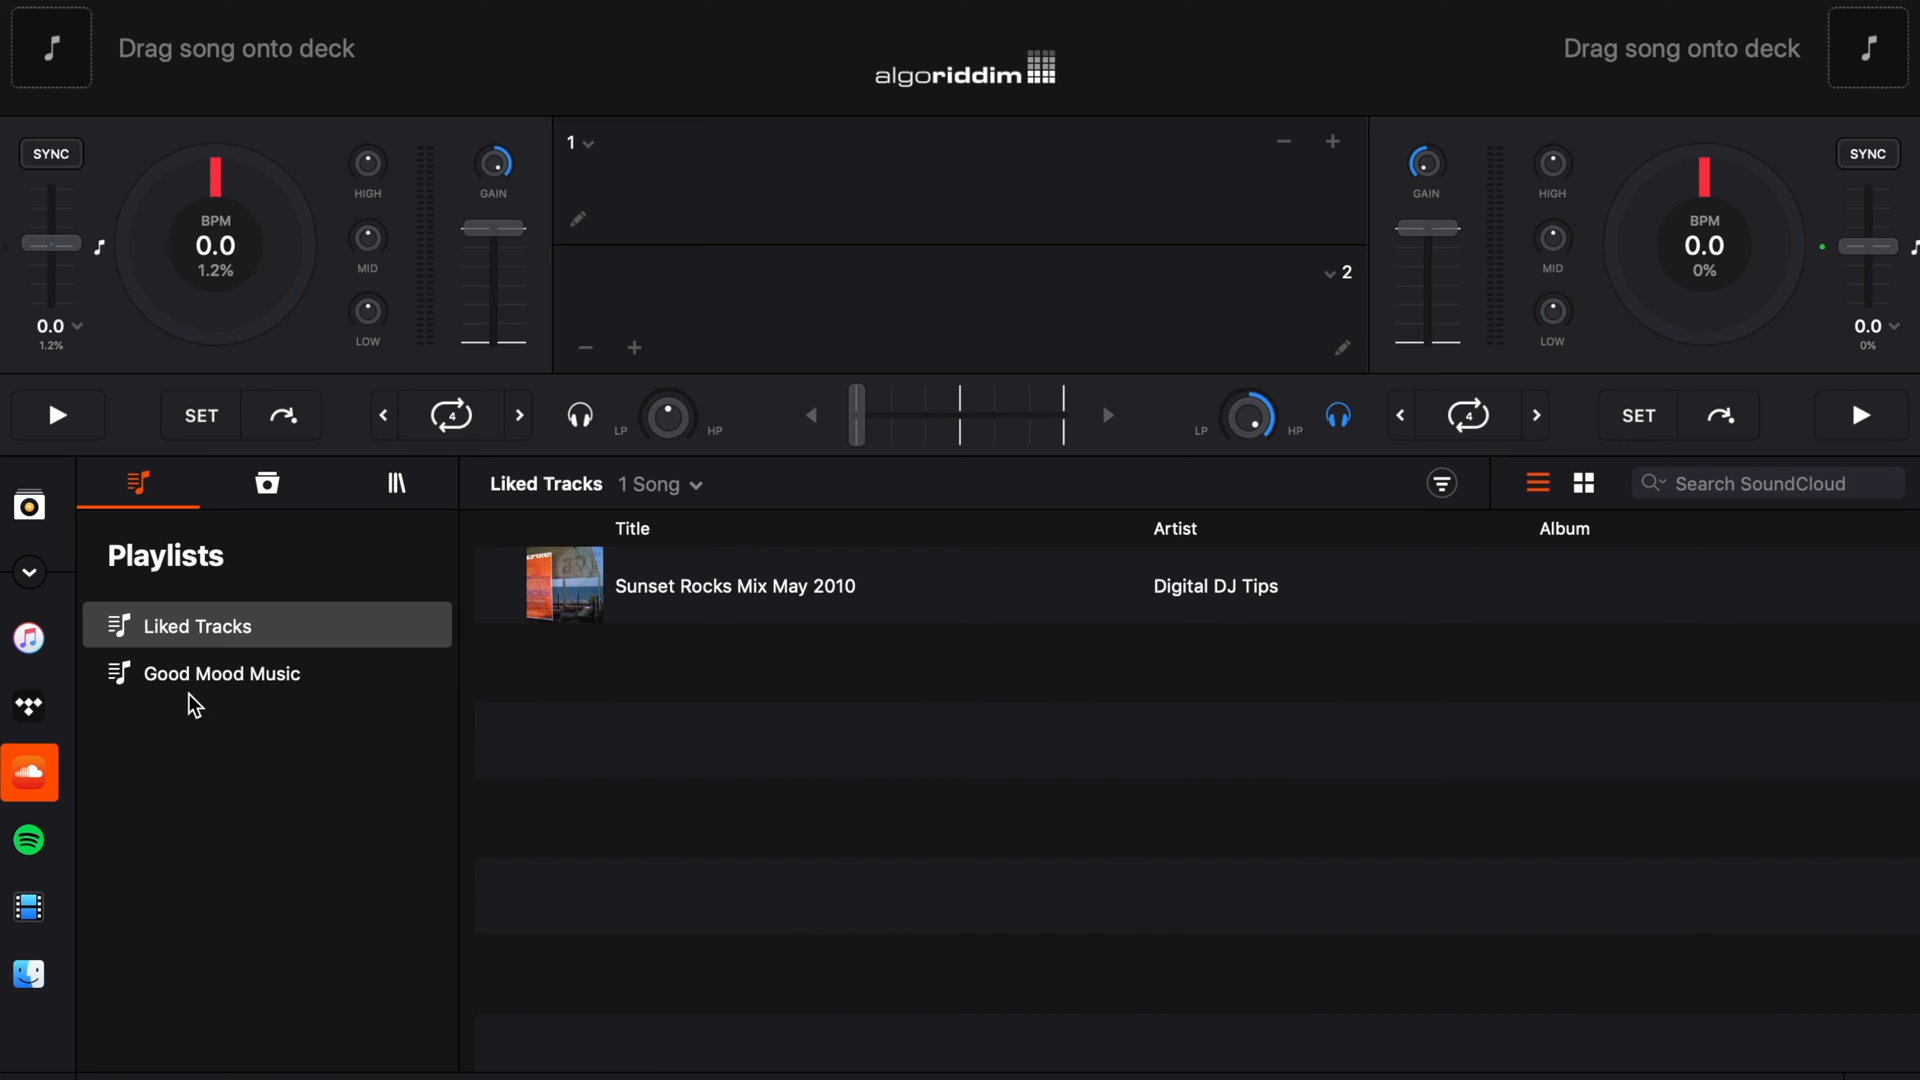 Drag song onto deck
algoriddim
Drag song onto deck
SYNC
BPM
0.0
1.2%
0.0
1.2%
HIGH
MID
LOW
GAIN
1
2
GAIN
HIGH
MID
LOW
BPM
0.0
0%
SYNC
0.0
0%
SET
4
LP
HP
LP
HP
4
SET
Liked Tracks 1 Song
Search SoundCloud
Title Artist Album
Playlists
Sunset Rocks Mix May 2010 Digital DJ Tips
Liked Tracks
Good Mood Music